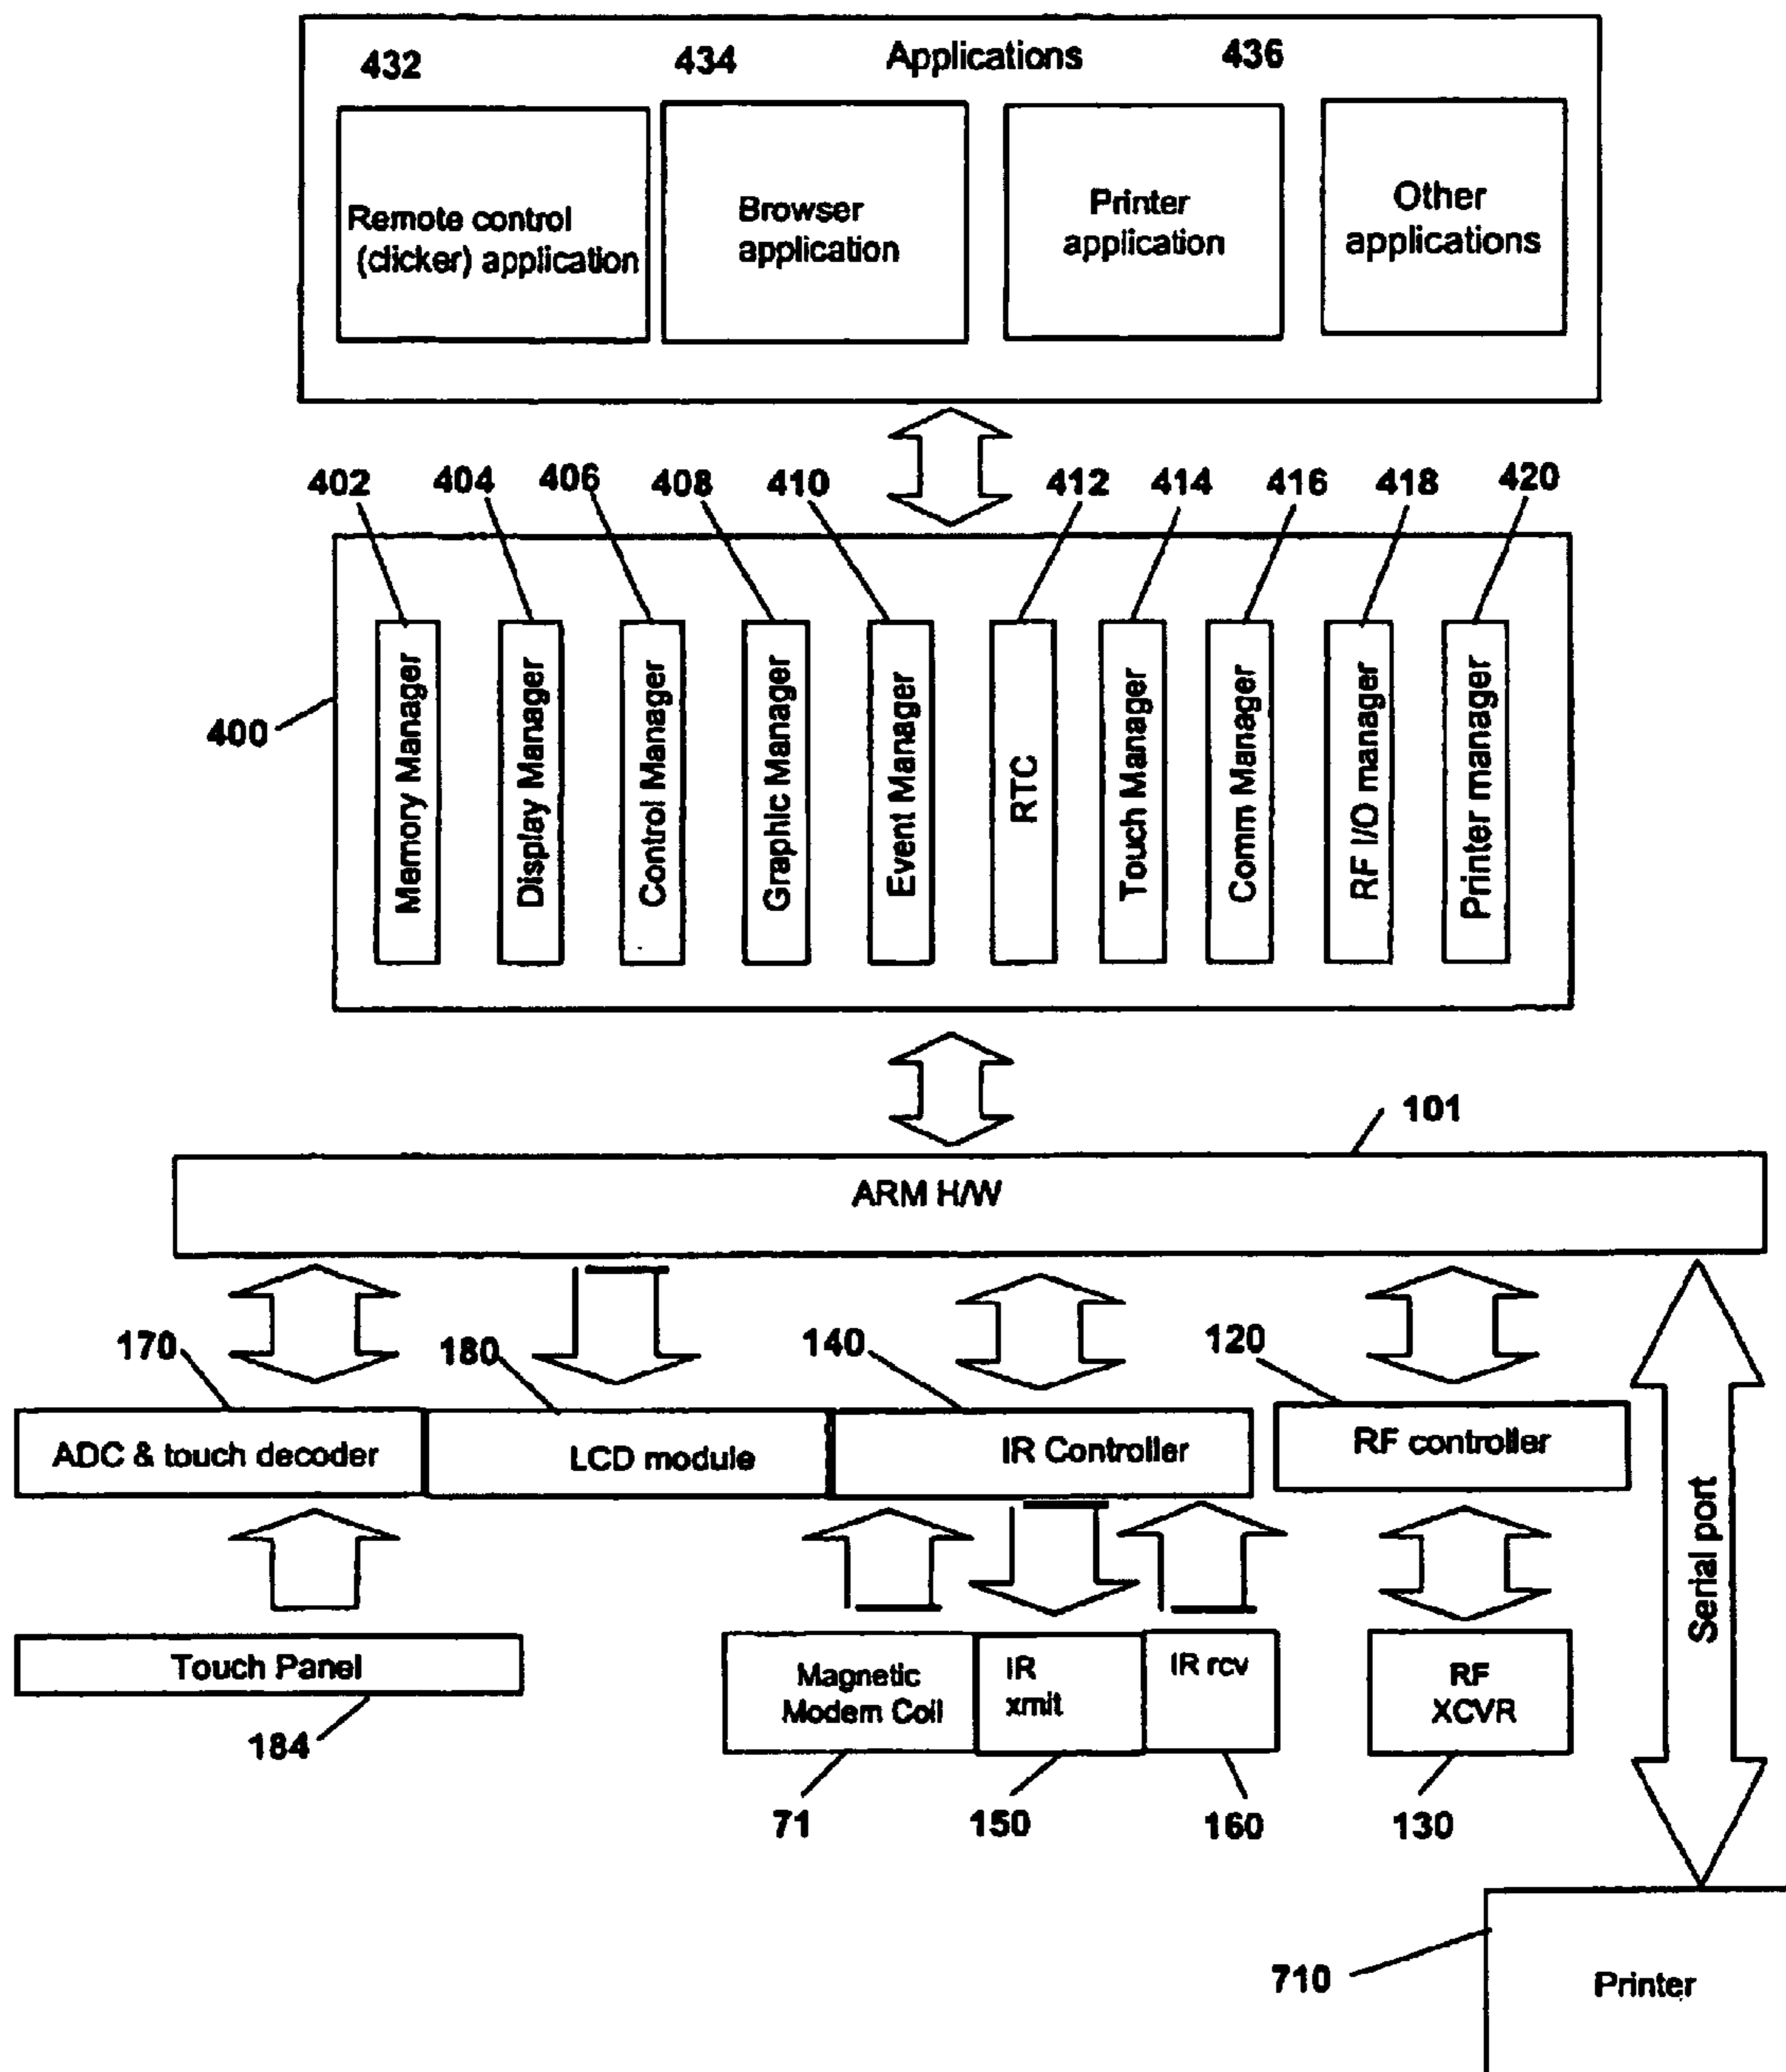 432 434 Applications 436
Remote control
(clicker) application
Browser
application
Printer
application
Other
applications
402 404 406 408 410 412 414 416 418 420
400
Memory Manager
Display Manager
Control Manager
Graphic Manager
Event Manager
RTC
Touch Manager
Comm Manager
RF I/O manager
Printer manager
101
ARM H/W
170 180 140 120
ADC & touch decoder
LCD module
IR Controller
RF controller
Serial port
Touch Panel
184
Magnetic
Modem Coil
IR
xmit
IR rcv
RF
XCVR
71 150 160 130
710
Printer